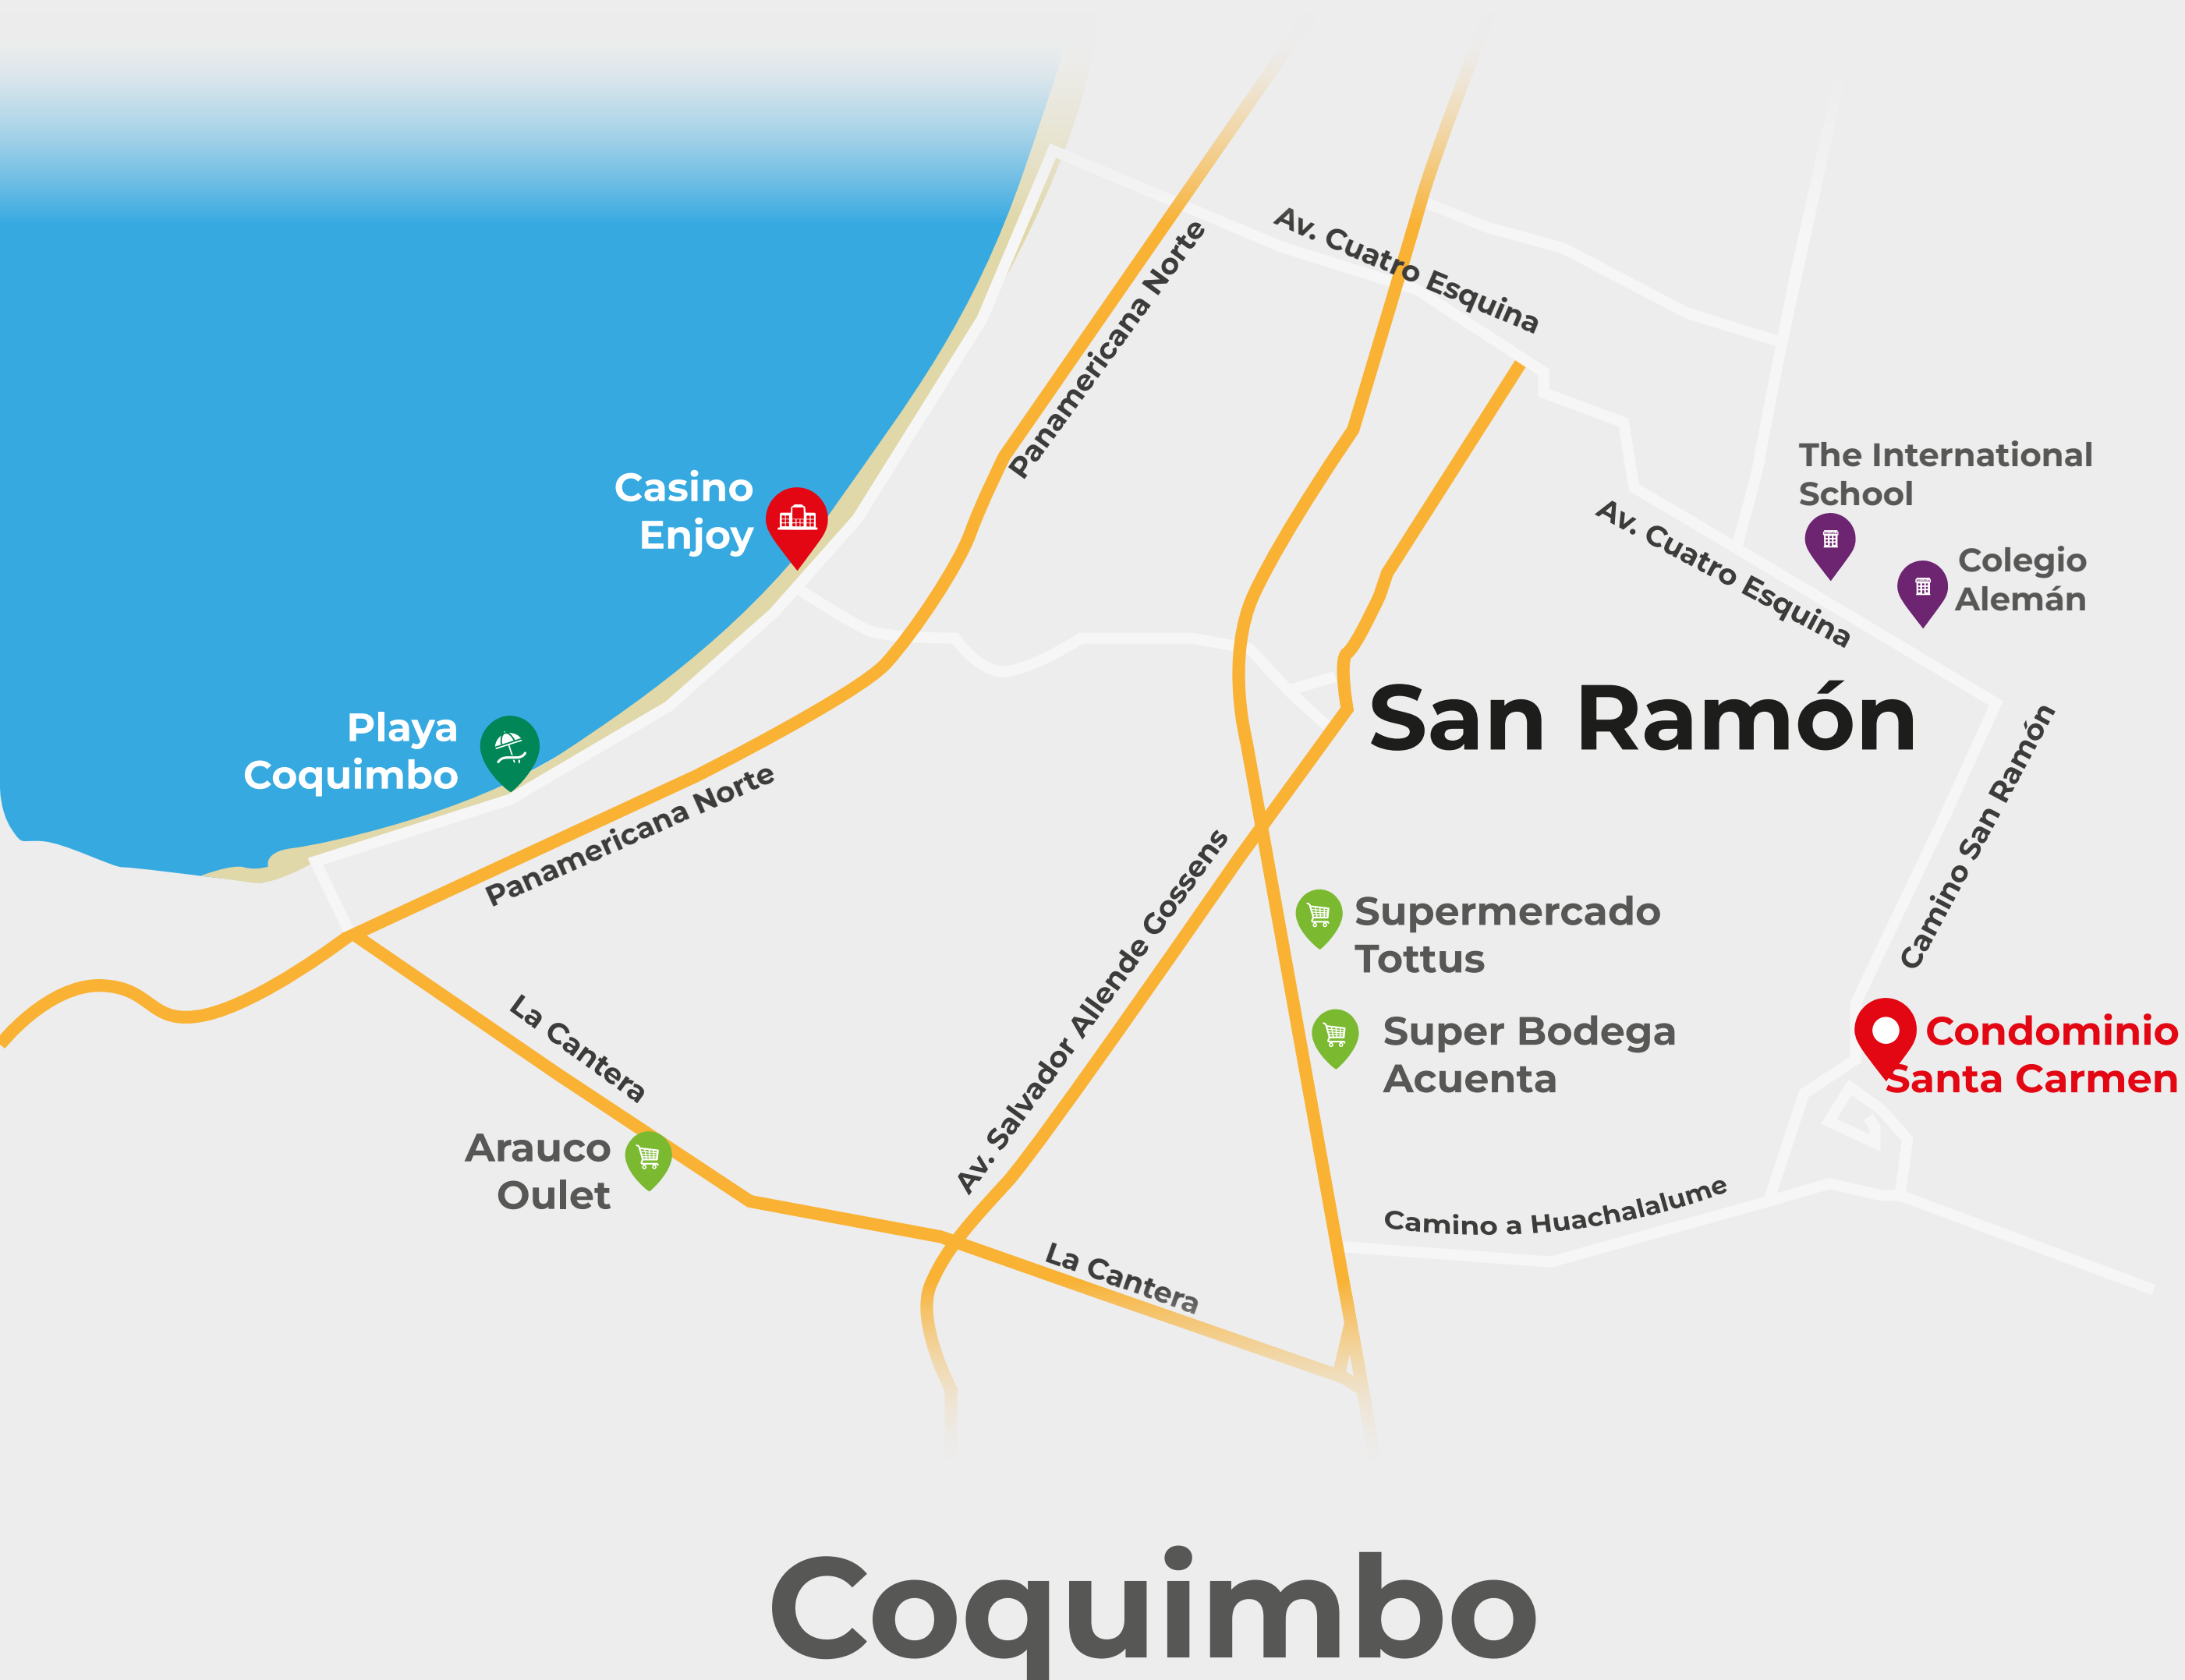 Av. Cuatro Esquina
Panamericana Norte
The International
School
Casino
Enjoy
Av. Cuatro Esquina
Colegio
Alemán
San Ramón
Playa
Coquimbo
Camino San Ramón
Panamericana Norte
Av. Salvador Allende Gossens
Supermercado
Tottus
La Cantera
Super Bodega
Acuenta
Condominio
Santa Carmen
Arauco
Oulet
Camino a Huachalalume
La Cantera
Coquimbo